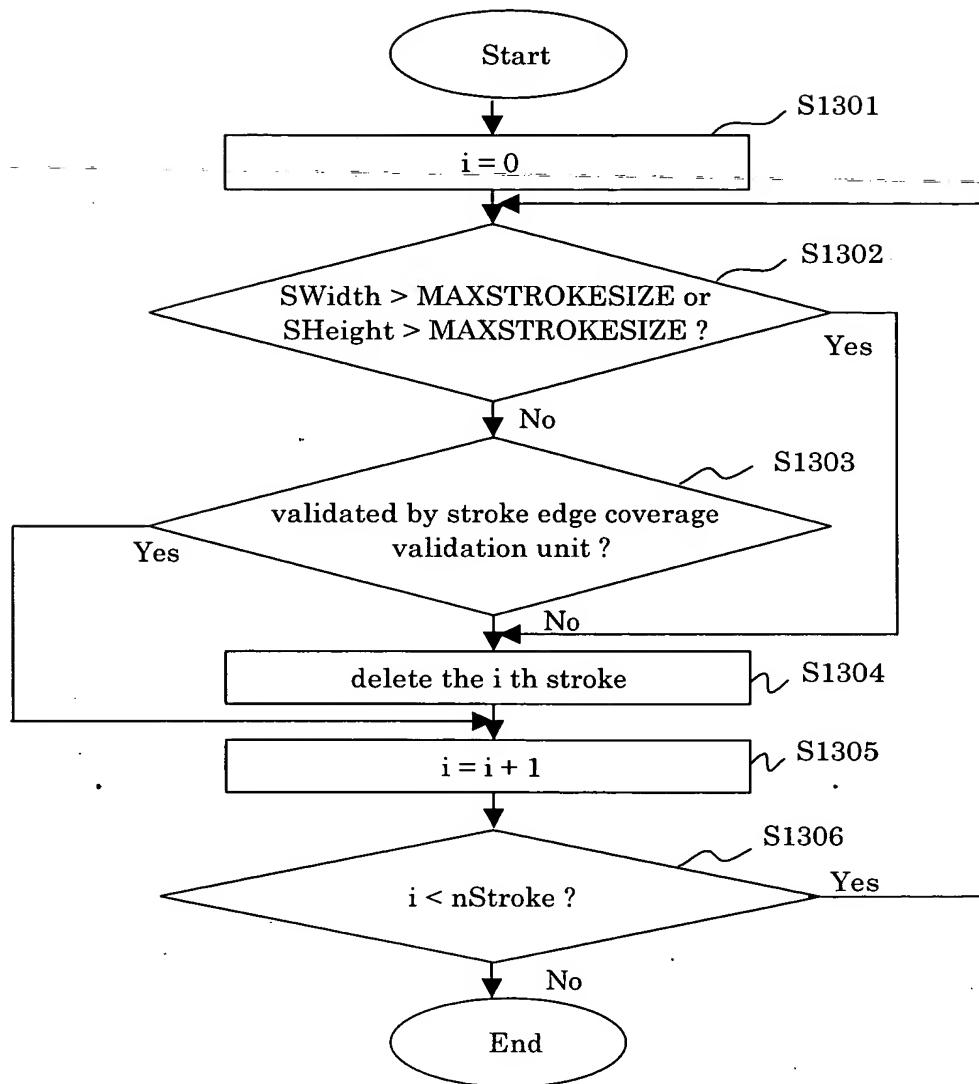 Start
S1301
i = 0
S1302
SWidth > MAXSTROKESIZE or
SHeight > MAXSTROKESIZE ?
Yes
No
S1303
validated by stroke edge coverage
validation unit ?
Yes
No
delete the i th stroke
S1304
i = i + 1
S1305
S1306
i < nStroke ?
Yes
No
End